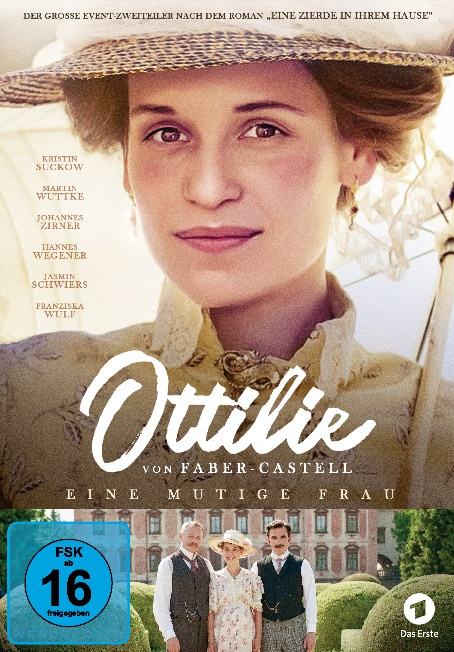 DER GROSSE EVENT-ZWEITEILER NACH DEM ROMAN „EINE ZIERDE IN IHREM HAUSE“
KRISTIN
SUCKOW
MARTIN
WUTTKE
JOHANNES
ZIRNER
HANNES
WEGENER
JASMIN
SCHWIERS
FRANZISKA
WULF
Ottilie
VON FABER-CASTELL
EINE MUTIGE FRAU
FSK
ab
16
freigegeben
1
Das Erste